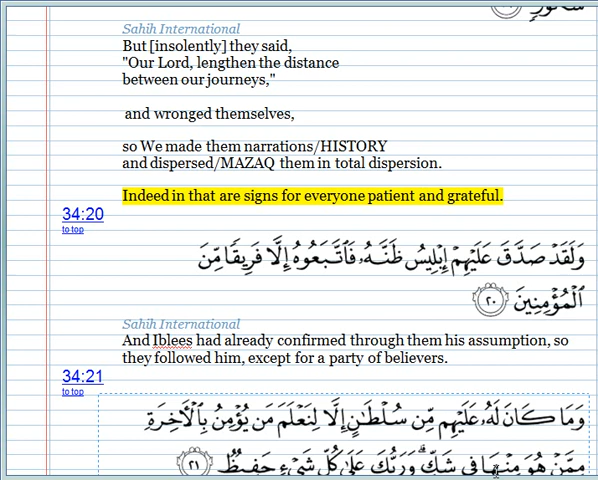 شَكُورٍ ١٩
Sahih International
But [insolently] they said,
"Our Lord, lengthen the distance
between our journeys,"
and wronged themselves,
so We made them narrations/HISTORY
and dispersed/MAZAQ them in total dispersion.
Indeed in that are signs for everyone patient and grateful.
34:20
to top
وَلَقَدْ صَدَّقَ عَلَيْهِمْ إِبْلِيسُ ظَنَّهُۥ فَٱتَّبَعُوهُ إِلَّا فَرِيقًا مِّنَ
ٱلْمُؤْمِنِينَ ٢٠
Sahih International
And Iblees had already confirmed through them his assumption, so
they followed him, except for a party of believers.
34:21
to top
وَمَا كَانَ لَهُۥ عَلَيْهِم مِّن سُلْطَٰنٍ إِلَّا لِنَعْلَمَ مَن يُؤْمِنُ بِٱلْءَاخِرَةِ
مِمَّنْ هُوَ مِنْهَا فِى شَكٍّ ۗ وَرَبُّكَ عَلَىٰ كُلِّ شَىْءٍ حَفِيظٌ ٢١